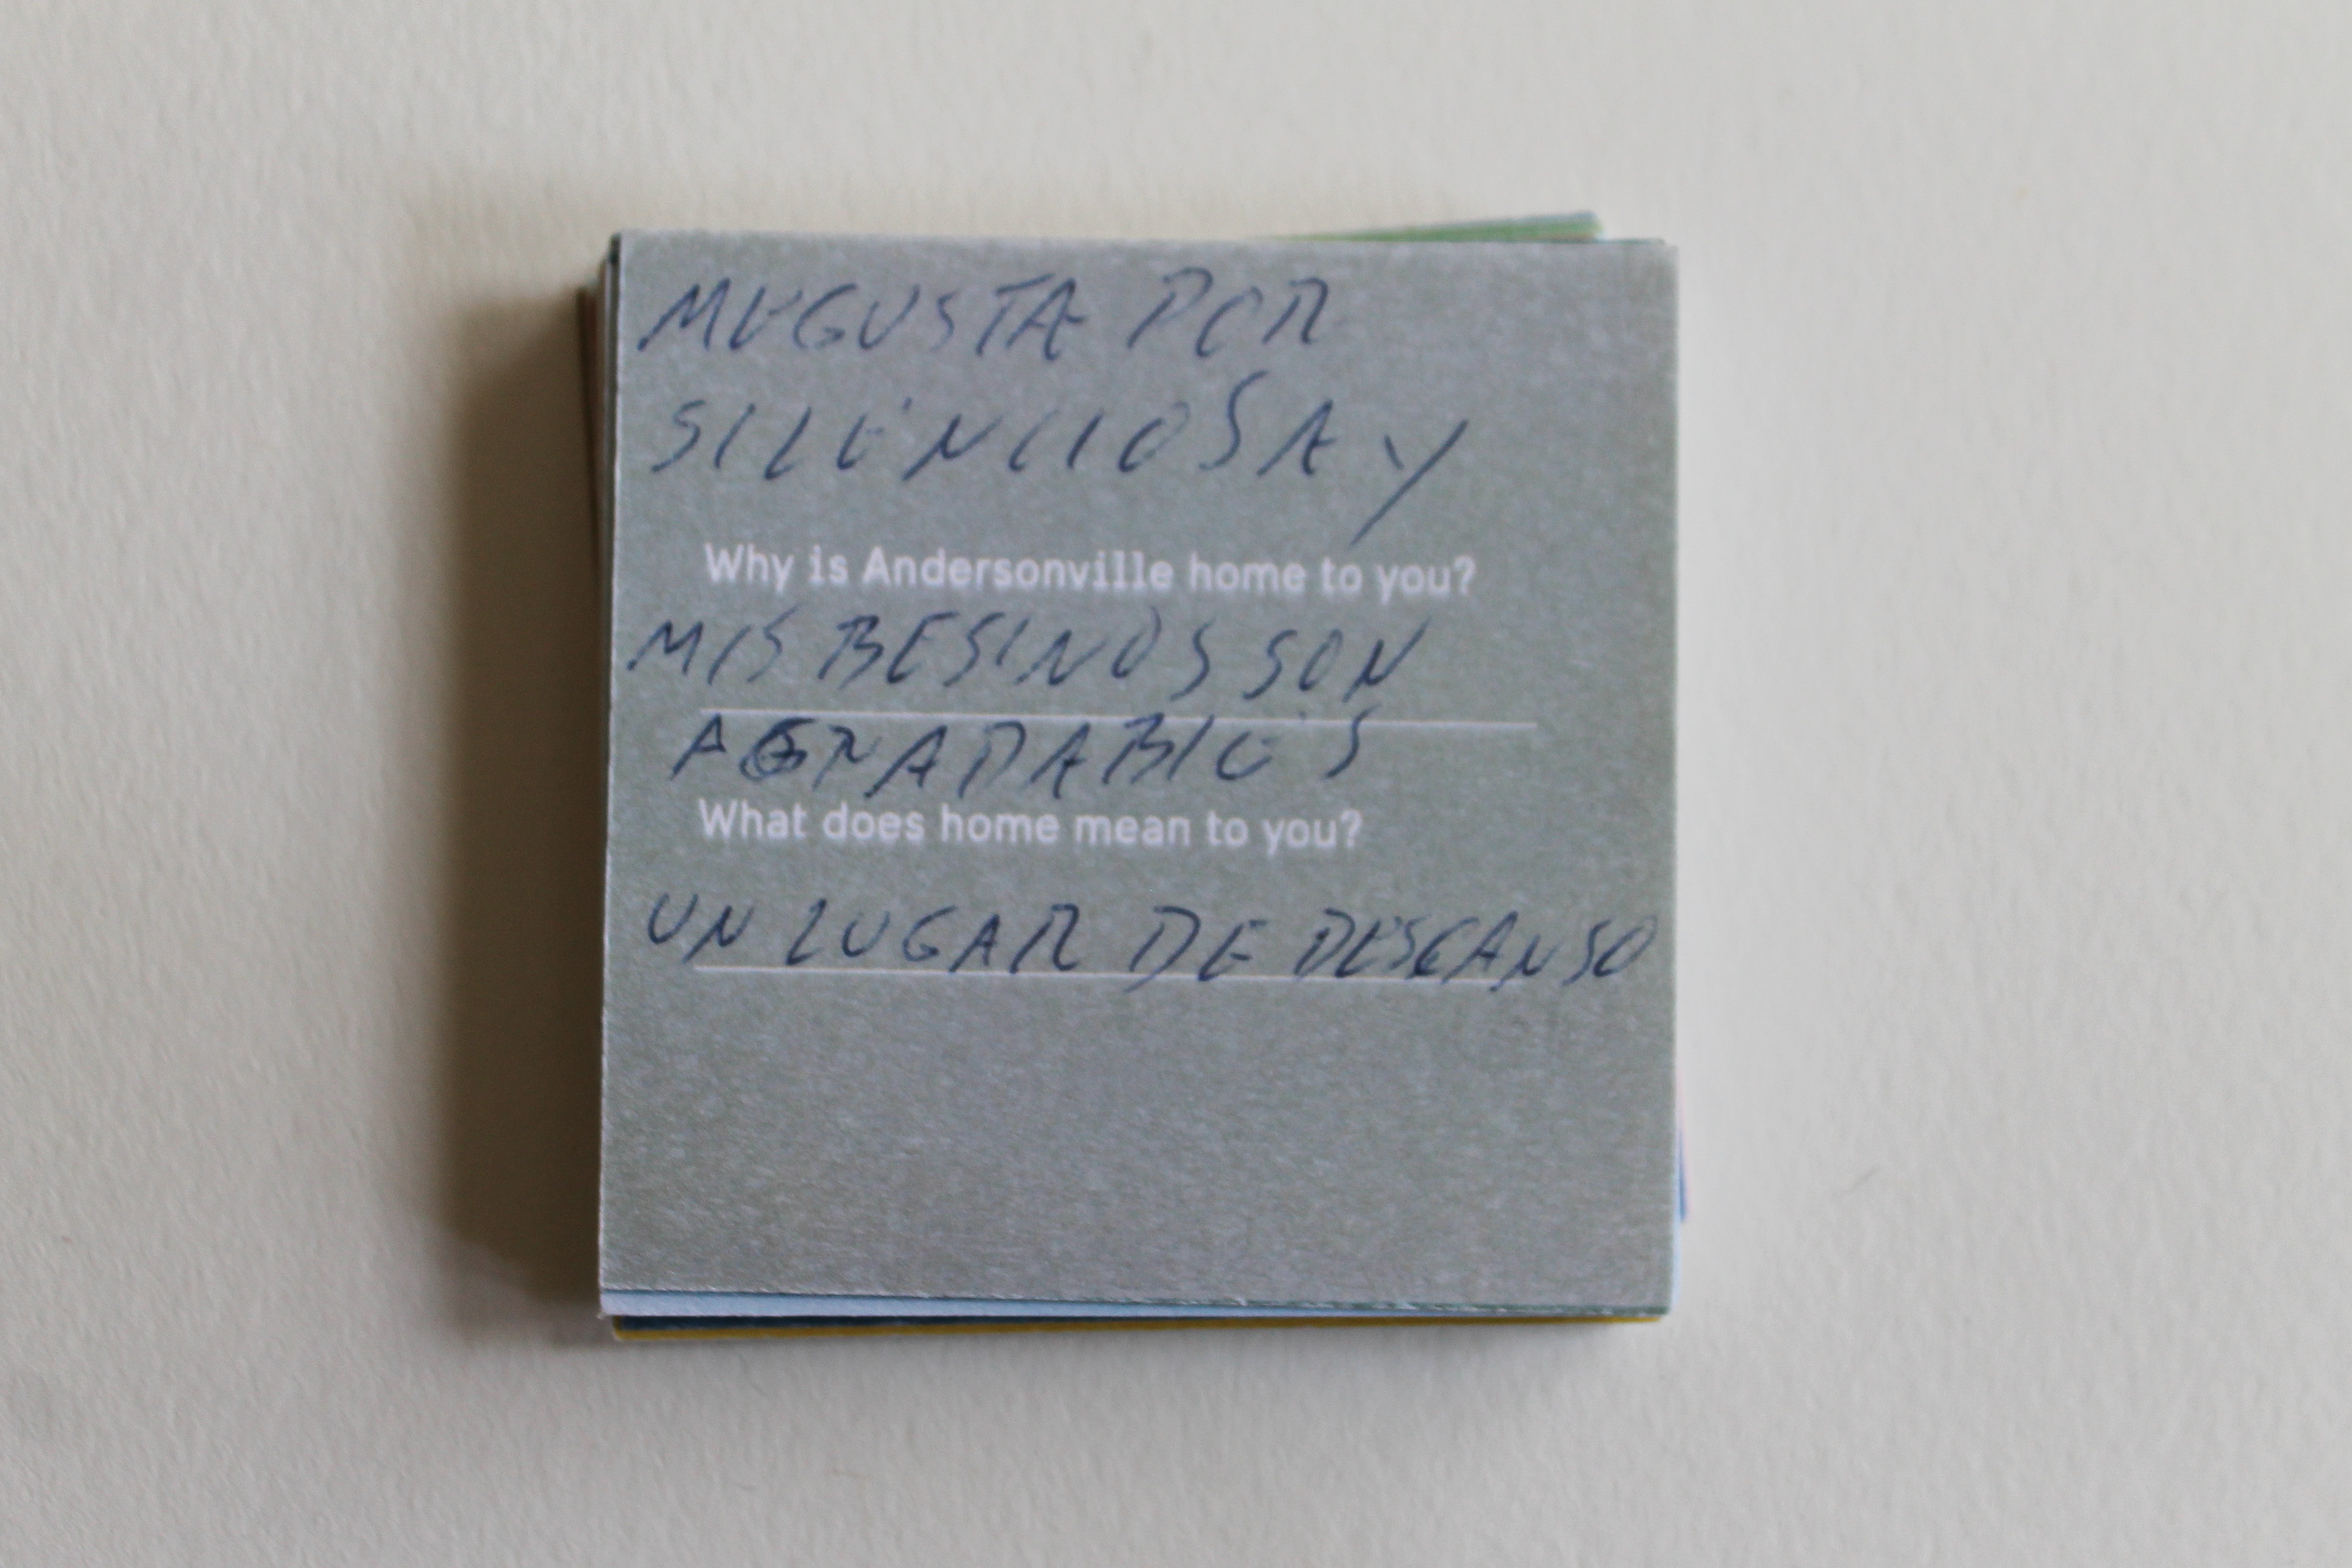 MEGUSTA POR
SILENCIOSA Y
Why is Andersonville home to you?
MIS BESINOS SON
AGRADABLES
What does home mean to you?
UN LUGAR DE DESCANSO